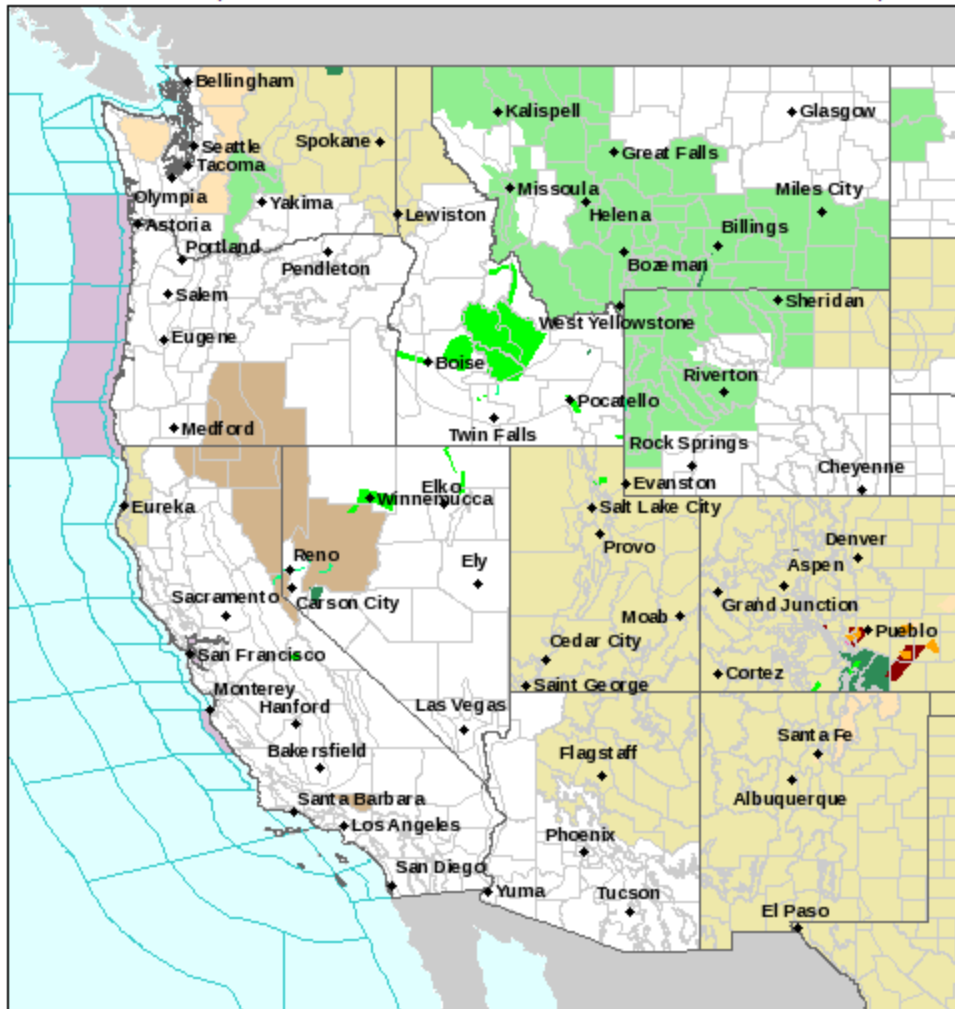 Bellingham
Kalispell
Glasgow
Spokane
Seattle
Great Falls
Tacoma
Olympia
Missoula
Miles City
Yakima
Lewiston
Helena
Astoria
Billings
Portland
Pendleton
Bozeman
Salem
Sheridan
West Yellowstone
Eugene
Boise
Riverton
Pocatello
Medford
Twin Falls
Rock Springs
Cheyenne
Elko
Evanston
Winnemucca
Eureka
Salt Lake City
Provo
Denver
Reno
Ely
Aspen
Sacramento
Carson City
Grand Junction
Moab
Pueblo
Cedar City
San Francisco
Cortez
Saint George
Monterey
Hanford
Las Vegas
Santa Fe
Bakersfield
Flagstaff
Santa Barbara
Albuquerque
Los Angeles
Phoenix
San Diego
Yuma
Tucson
El Paso